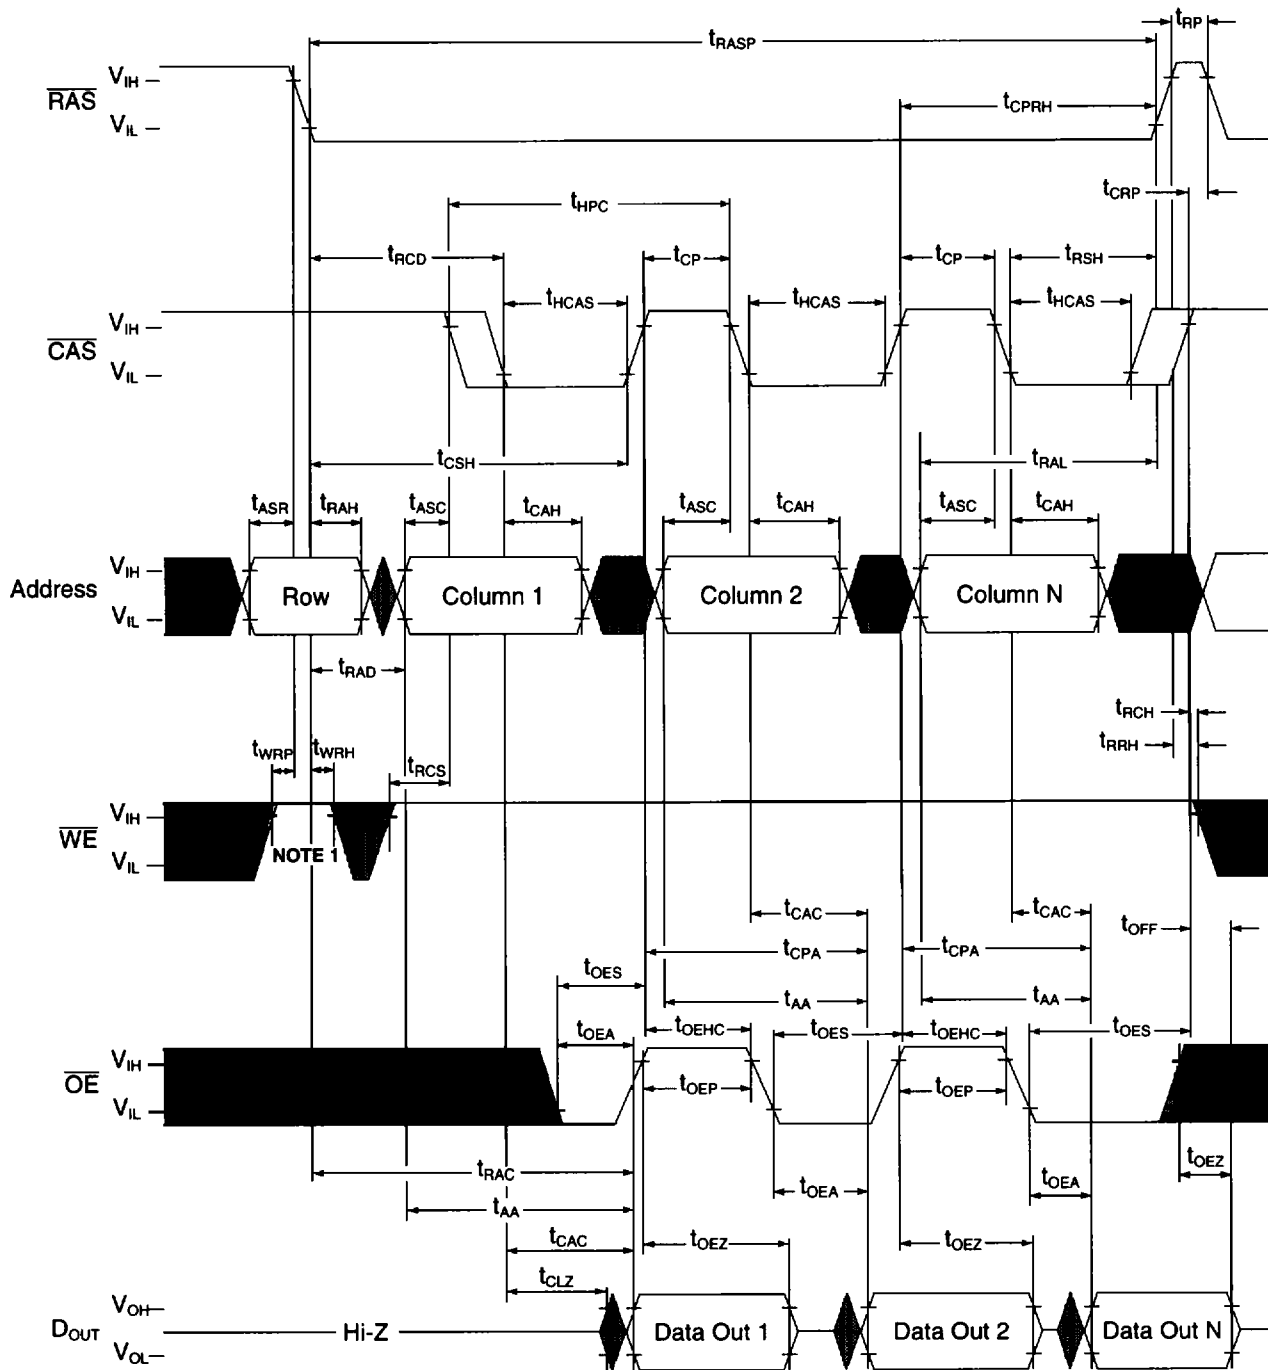 tRP
tRASP
VIH
RAS
VIL
tCPRH
tCRP
tHPC
tRCD
tCP
tCP
tRSH
tHCAS
tHCAS
tHCAS
VIH
CAS
VIL
tCSH
tRAL
tASR
tRAH
tASC
tCAH
tASC
tCAH
tASC
tCAH
VIH
Address
Row
Column 1
Column 2
Column N
VIL
tRAD
tRCH
tRRH
tWRP
tWRH
tRCS
VIH
WE
NOTE 1
VIL
tCAC
tCAC
tOFF
tCPA
tCPA
tOES
tAA
tAA
tOEA
tOEHC
tOES
tOEHC
tOES
VIH
OE
tOEP
tOEP
VIL
tRAC
tOEZ
tOEA
tOEA
tAA
tCAC
tOEZ
tOEZ
tCLZ
VOH
DOUT
Hi-Z
Data Out 1
Data Out 2
Data Out N
VOL